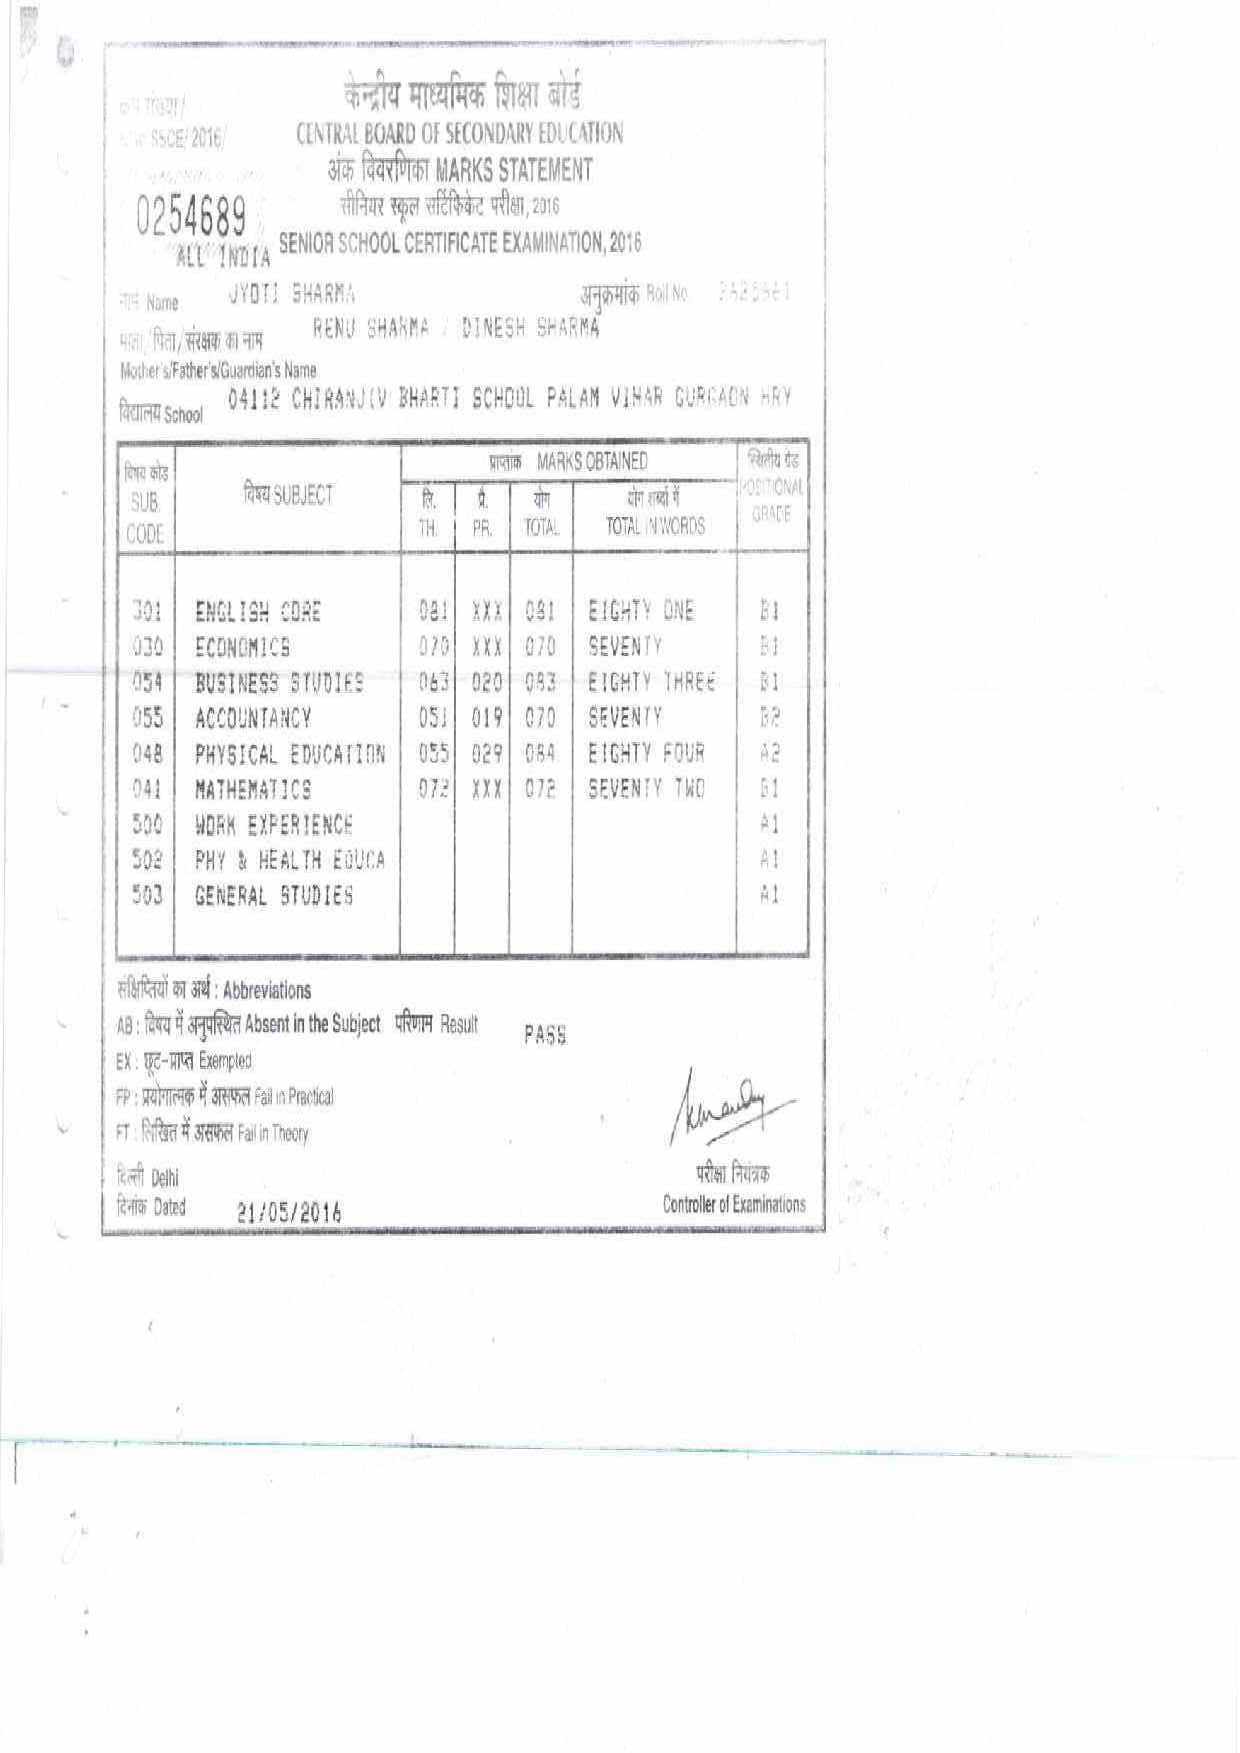 केन्द्रीय माध्यमिक शिक्षा बोर्ड
SSCE/2016/
CENTRAL BOARD OF SECONDARY EDUCATION
अंक विवरणिका MARKS STATEMENT
0254689
सीनियर स्कूल सर्टिफिकेट परीक्षा, 2016
ALL INDIA SENIOR SCHOOL CERTIFICATE EXAMINATION, 2016
नाम Name JYOTI SHARMA अनुक्रमांक Roll No
माता/पिता/संरक्षक का नाम RENU SHARMA / DINESH SHARMA
Mother's/Father's/Guardian's Name
विद्यालय School 04112 CHIRANJIV BHARTI SCHOOL PALAM VIHAR GURGAON HRY
विषय कोड SUB CODE विषय SUBJECT प्राप्तांक MARKS OBTAINED स्थितीय ग्रेड POSITIONAL GRADE
लि. TH. प्रै. PR. योग TOTAL योग शब्दों में TOTAL IN WORDS
301 ENGLISH CORE 081 XXX 081 EIGHTY ONE B1
030 ECONOMICS 070 XXX 070 SEVENTY B1
054 BUSINESS STUDIES 063 020 083 EIGHTY THREE B1
055 ACCOUNTANCY 051 019 070 SEVENTY B2
048 PHYSICAL EDUCATION 055 029 084 EIGHTY FOUR A2
041 MATHEMATICS 072 XXX 072 SEVENTY TWO B1
500 WORK EXPERIENCE A1
502 PHY & HEALTH EDUCA A1
503 GENERAL STUDIES A1
संक्षिप्तियों का अर्थ : Abbreviations
AB : विषय में अनुपस्थित Absent in the Subject परिणाम Result PASS
EX : छूट-प्राप्त Exempted
FP : प्रयोगात्मक में असफल Fail in Practical
FT : लिखित में असफल Fail in Theory
दिल्ली Delhi परीक्षा नियंत्रक
दिनांक Dated 21/05/2016 Controller of Examinations